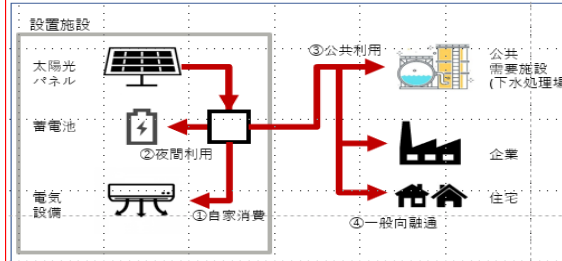 設置施設
太陽光
パネル
③公共利用
公共
需要施設
(下水処理場
蓄電池
②夜間利用
企業
電気
設備
①自家消費
住宅
④一般向融通